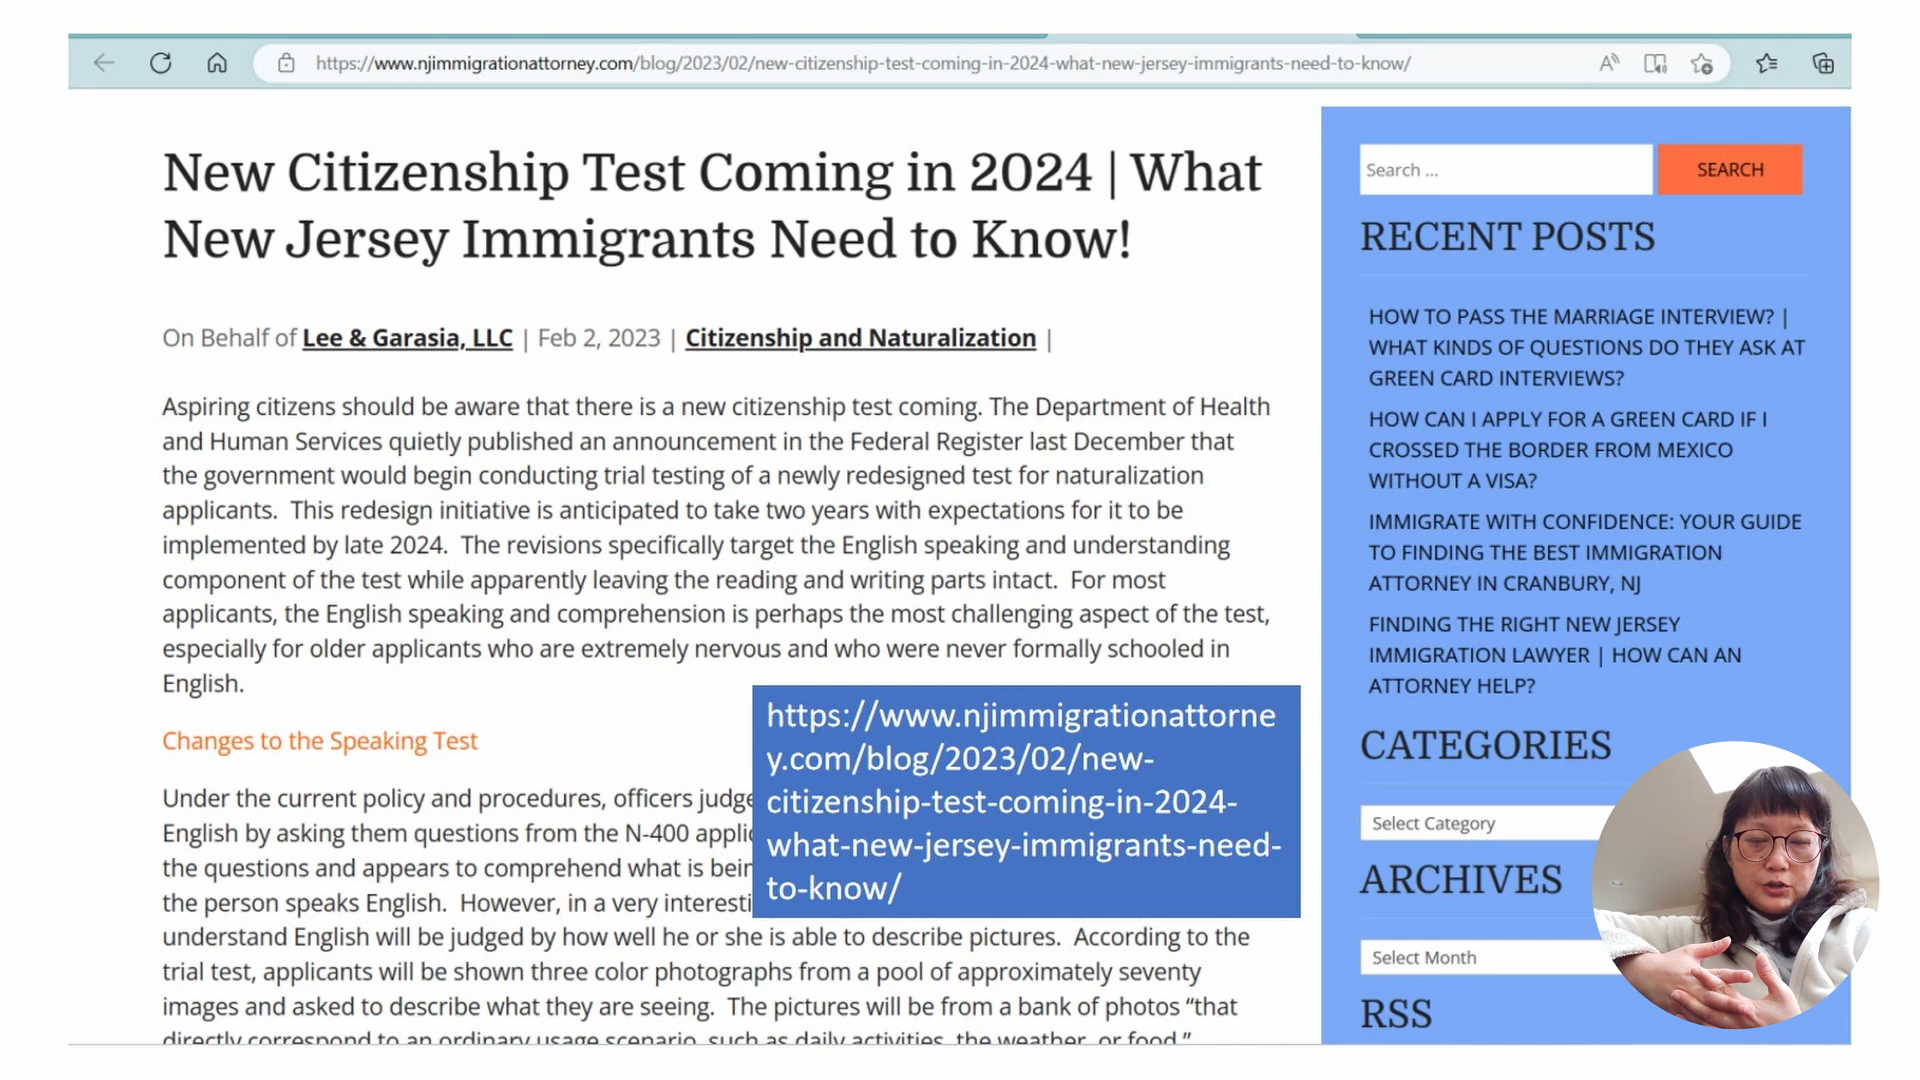 https://www.njimmigrationattorney.com/blog/2023/02/new-citizenship-test-coming-in-2024-what-new-jersey-immigrants-need-to-know/
New Citizenship Test Coming in 2024 | What
New Jersey Immigrants Need to Know!
On Behalf of Lee & Garasia, LLC | Feb 2, 2023 | Citizenship and Naturalization |
Aspiring citizens should be aware that there is a new citizenship test coming. The Department of Health
and Human Services quietly published an announcement in the Federal Register last December that
the government would begin conducting trial testing of a newly redesigned test for naturalization
applicants. This redesign initiative is anticipated to take two years with expectations for it to be
implemented by late 2024. The revisions specifically target the English speaking and understanding
component of the test while apparently leaving the reading and writing parts intact. For most
applicants, the English speaking and comprehension is perhaps the most challenging aspect of the test,
especially for older applicants who are extremely nervous and who were never formally schooled in
English.
Changes to the Speaking Test
Under the current policy and procedures, officers judge
English by asking them questions from the N-400
the questions and appears to comprehend what is
the person speaks English. However, in a very
understand English will be judged by how well he or she is able to describe pictures. According to the
trial test, applicants will be shown three color photographs from a pool of approximately seventy
images and asked to describe what they are seeing. The pictures will be from a bank of photos “that
directly correspond to an ordinary usage scenario, such as daily activities, the weather, or food.”
https://www.njimmigrationattorne
y.com/blog/2023/02/new-
citizenship-test-coming-in-2024-
what-new-jersey-immigrants-need-
to-know/
Search ...
SEARCH
RECENT POSTS
HOW TO PASS THE MARRIAGE INTERVIEW? |
WHAT KINDS OF QUESTIONS DO THEY ASK AT
GREEN CARD INTERVIEWS?
HOW CAN I APPLY FOR A GREEN CARD IF I
CROSSED THE BORDER FROM MEXICO
WITHOUT A VISA?
IMMIGRATE WITH CONFIDENCE: YOUR GUIDE
TO FINDING THE BEST IMMIGRATION
ATTORNEY IN CRANBURY, NJ
FINDING THE RIGHT NEW JERSEY
IMMIGRATION LAWYER | HOW CAN AN
ATTORNEY HELP?
CATEGORIES
Select Category
ARCHIVES
Select Month
RSS